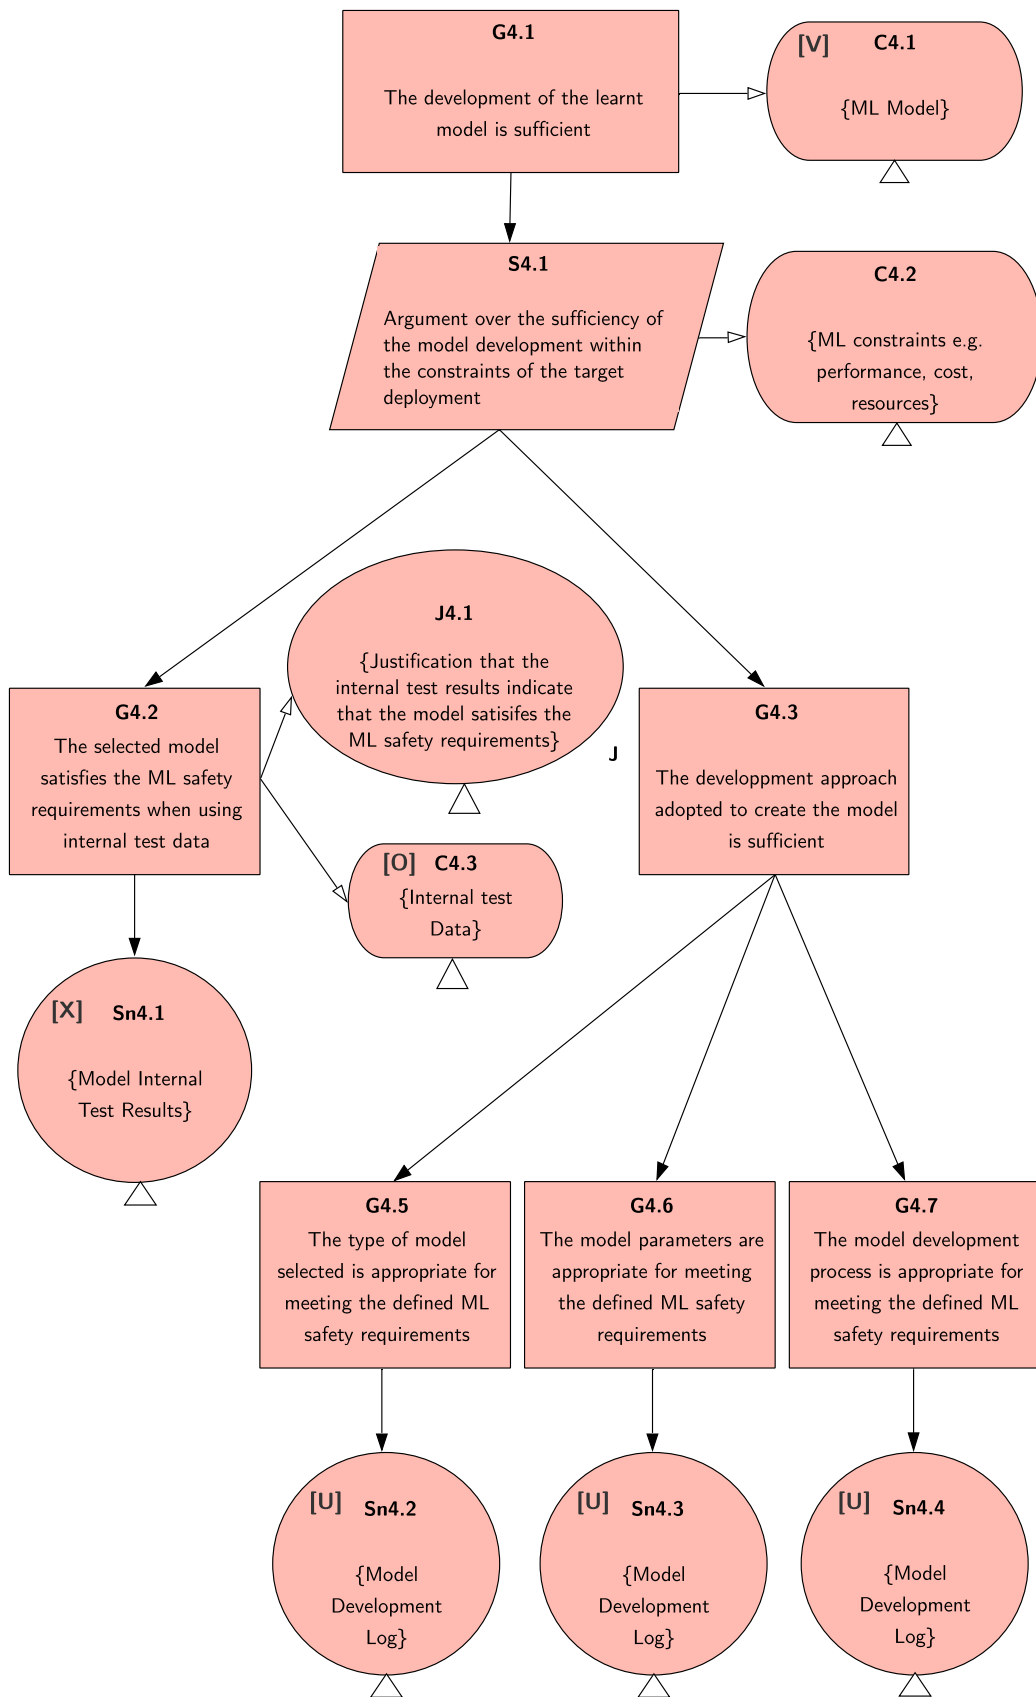 G4.1
The development of the learnt
model is sufficient
[V] C4.1
{ML Model}
S4.1
Argument over the sufficiency of
the model development within
the constraints of the target
deployment
C4.2
{ML constraints e.g.
performance, cost,
resources}
J4.1
{Justification that the
internal test results indicate
that the model satisifes the
ML safety requirements}
J
G4.2
The selected model
satisfies the ML safety
requirements when using
internal test data
G4.3
The developpment approach
adopted to create the model
is sufficient
[O] C4.3
{Internal test
Data}
[X] Sn4.1
{Model Internal
Test Results}
G4.5
The type of model
selected is appropriate for
meeting the defined ML
safety requirements
G4.6
The model parameters are
appropriate for meeting
the defined ML safety
requirements
G4.7
The model development
process is appropriate for
meeting the defined ML
safety requirements
[U] Sn4.2
{Model
Development
Log}
[U] Sn4.3
{Model
Development
Log}
[U] Sn4.4
{Model
Development
Log}